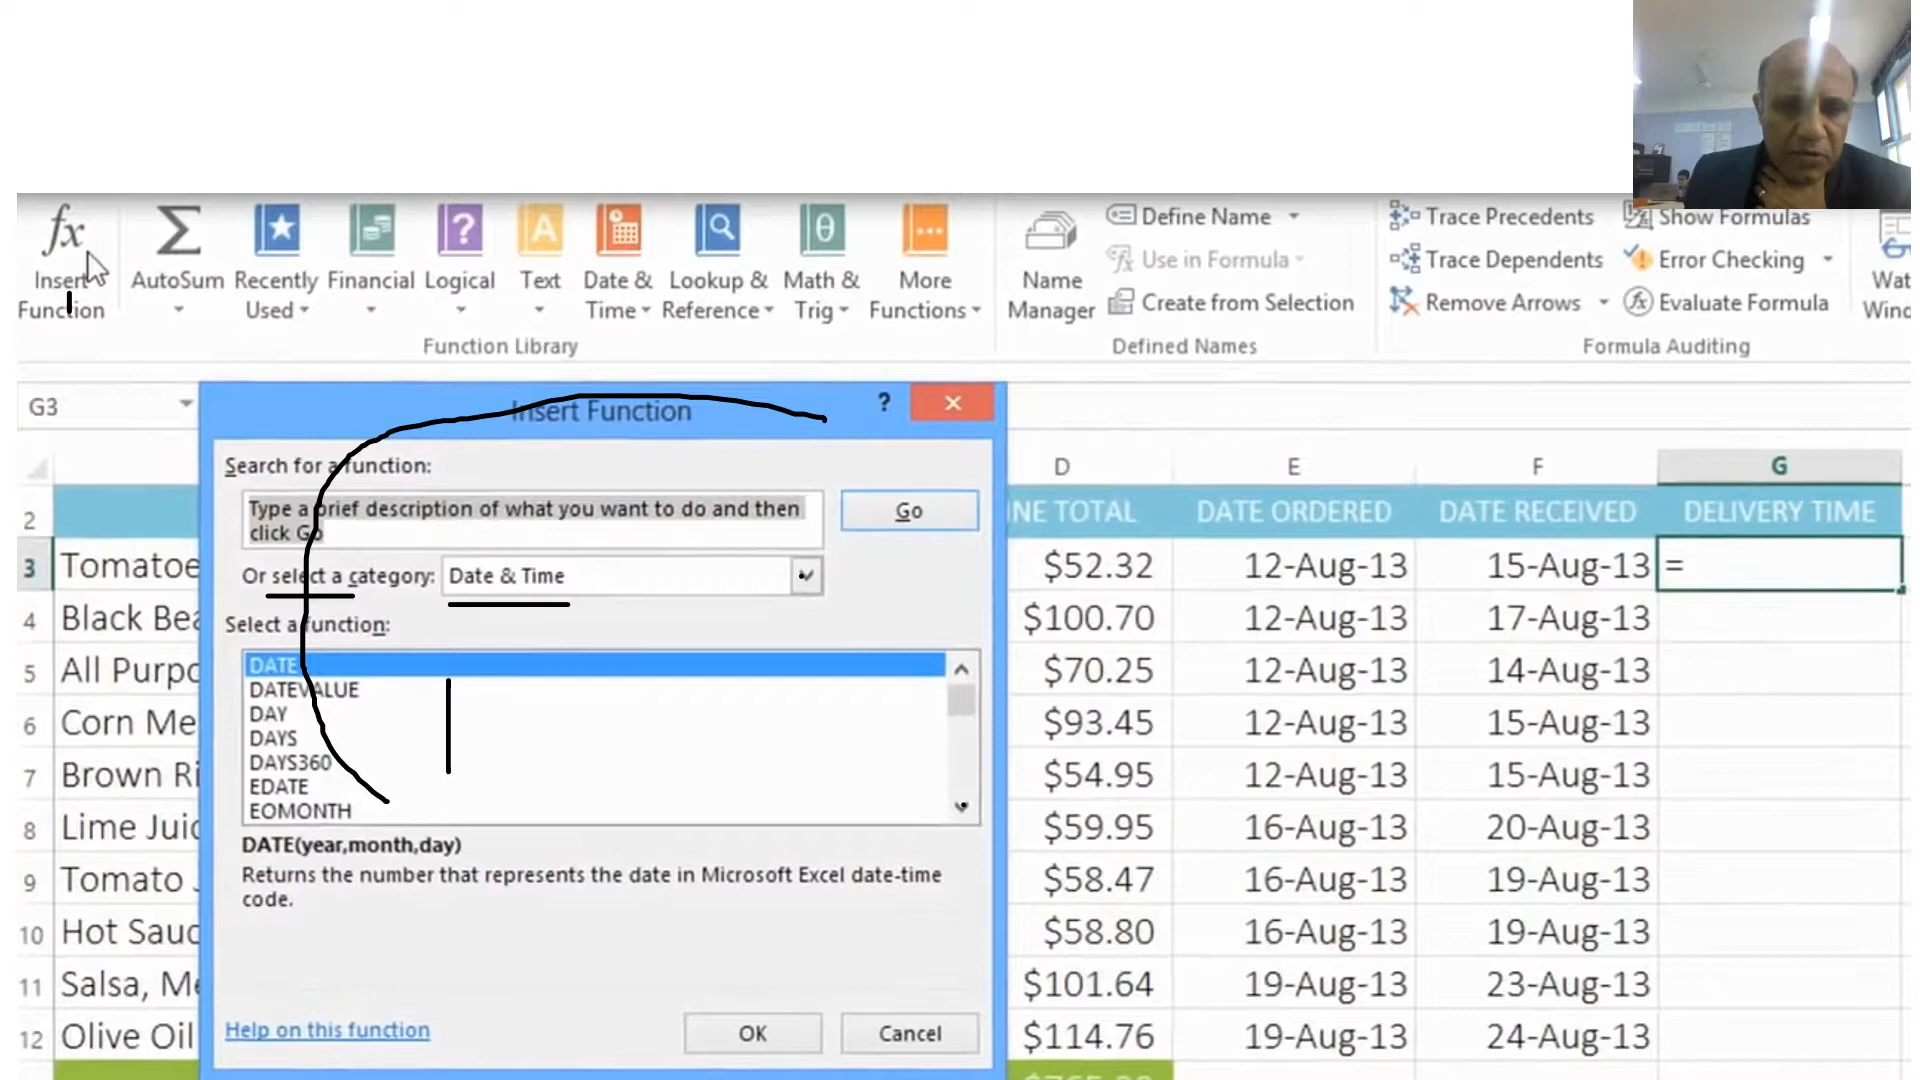 fx
Insert
Function
AutoSum
Recently
Used
Financial
Logical
Text
Date &
Time
Lookup &
Reference
Math &
Trig
More
Functions
Function Library
Name
Manager
Define Name
Use in Formula
Create from Selection
Defined Names
Trace Precedents
Trace Dependents
Remove Arrows
Show Formulas
Error Checking
Evaluate Formula
Formula Auditing
G3
Insert Function
?
Search for a function:
Type a brief description of what you want to do and then
click Go
Go
Or select a category: Date & Time
Select a function:
DATE
DATEVALUE
DAY
DAYS
DAYS360
EDATE
EOMONTH
DATE(year,month,day)
Returns the number that represents the date in Microsoft Excel date-time
code.
Help on this function
OK
Cancel
D E F G
2 NE TOTAL DATE ORDERED DATE RECEIVED DELIVERY TIME
3 Tomatoe $52.32 12-Aug-13 15-Aug-13 =
4 Black Bea $100.70 12-Aug-13 17-Aug-13
5 All Purpo $70.25 12-Aug-13 14-Aug-13
6 Corn Me $93.45 12-Aug-13 15-Aug-13
7 Brown Ri $54.95 12-Aug-13 15-Aug-13
8 Lime Juic $59.95 16-Aug-13 20-Aug-13
9 Tomato $58.47 16-Aug-13 19-Aug-13
10 Hot Sauc $58.80 16-Aug-13 19-Aug-13
11 Salsa, Me $101.64 19-Aug-13 23-Aug-13
12 Olive Oil $114.76 19-Aug-13 24-Aug-13